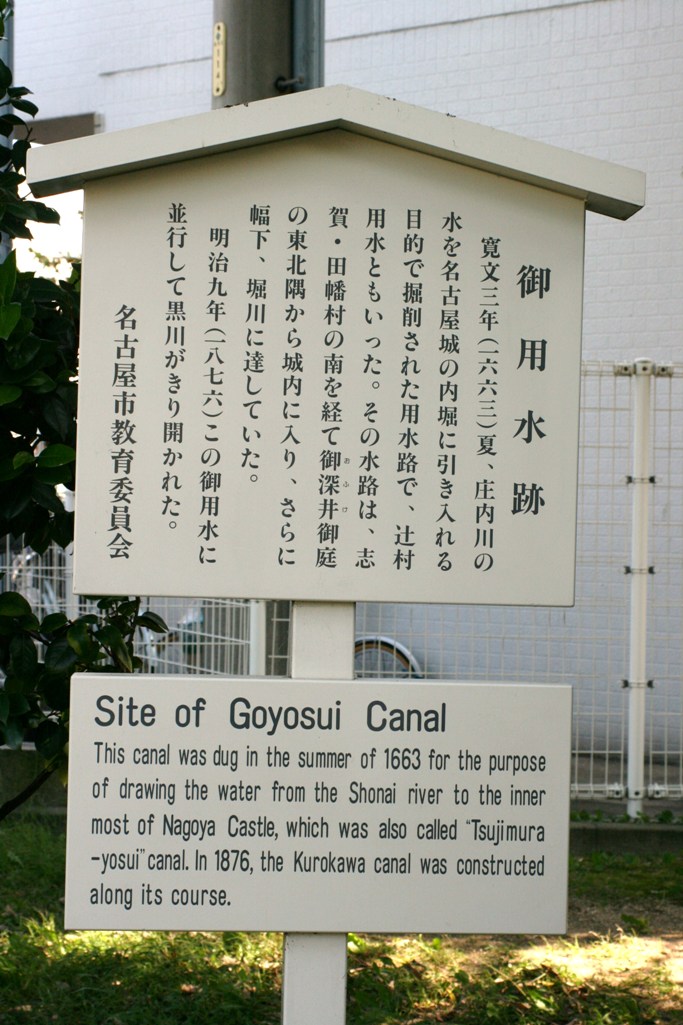 御用水跡
寛文三年(一六六三)夏、庄内川の
水を名古屋城の内堀に引き入れる
目的で掘削された用水路で、辻村
用水ともいった。その水路は、志
賀・田幡村の南を経て御深井御庭
おふけ
の東北隅から城内に入り、さらに
幅下、堀川に達していた。
明治九年(一八七六)この御用水に
並行して黒川がきり開かれた。
名古屋市教育委員会
Site of Goyosui Canal
This canal was dug in the summer of 1663 for the purpose
of drawing the water from the Shonai river to the inner
most of Nagoya Castle, which was also called "Tsujimura
-yosui" canal. In 1876, the Kurokawa canal was constructed
along its course.